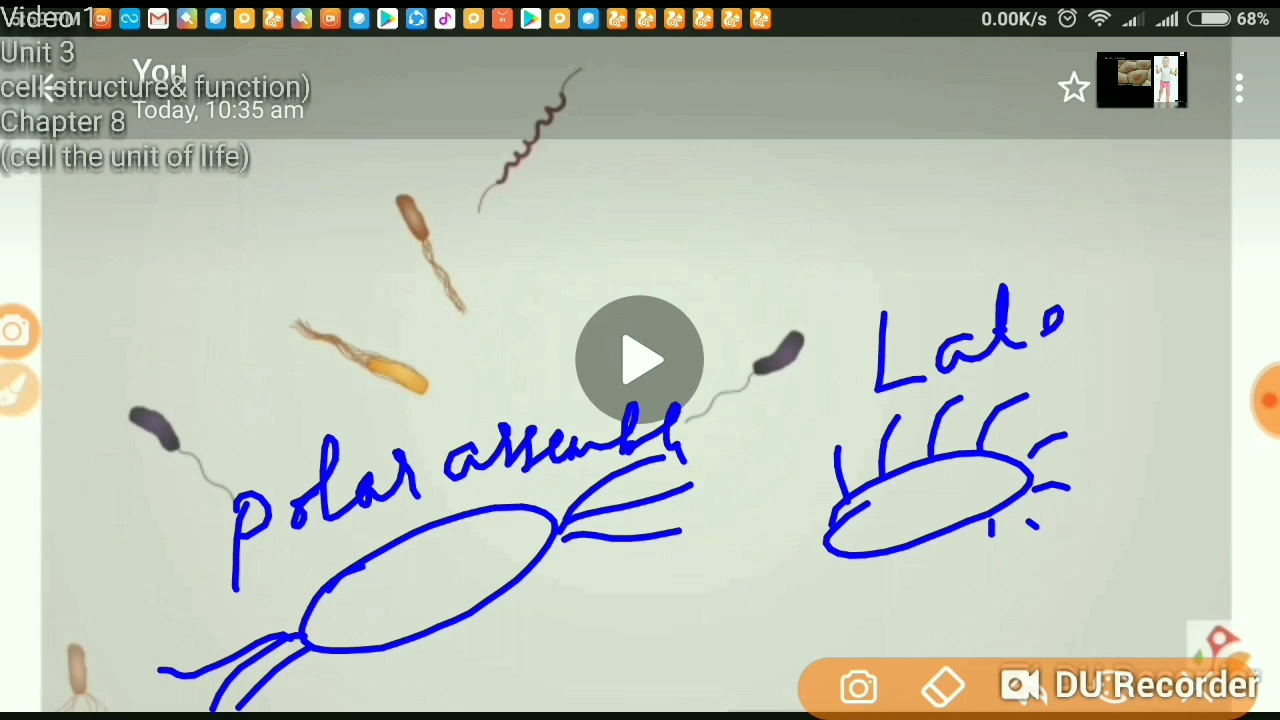 Video 1
0.00K/s 68%
Unit 3
You
cell structure& function)
Today, 10:35 am
Chapter 8
(cell the unit of life)
polar assembl
DU Recorder